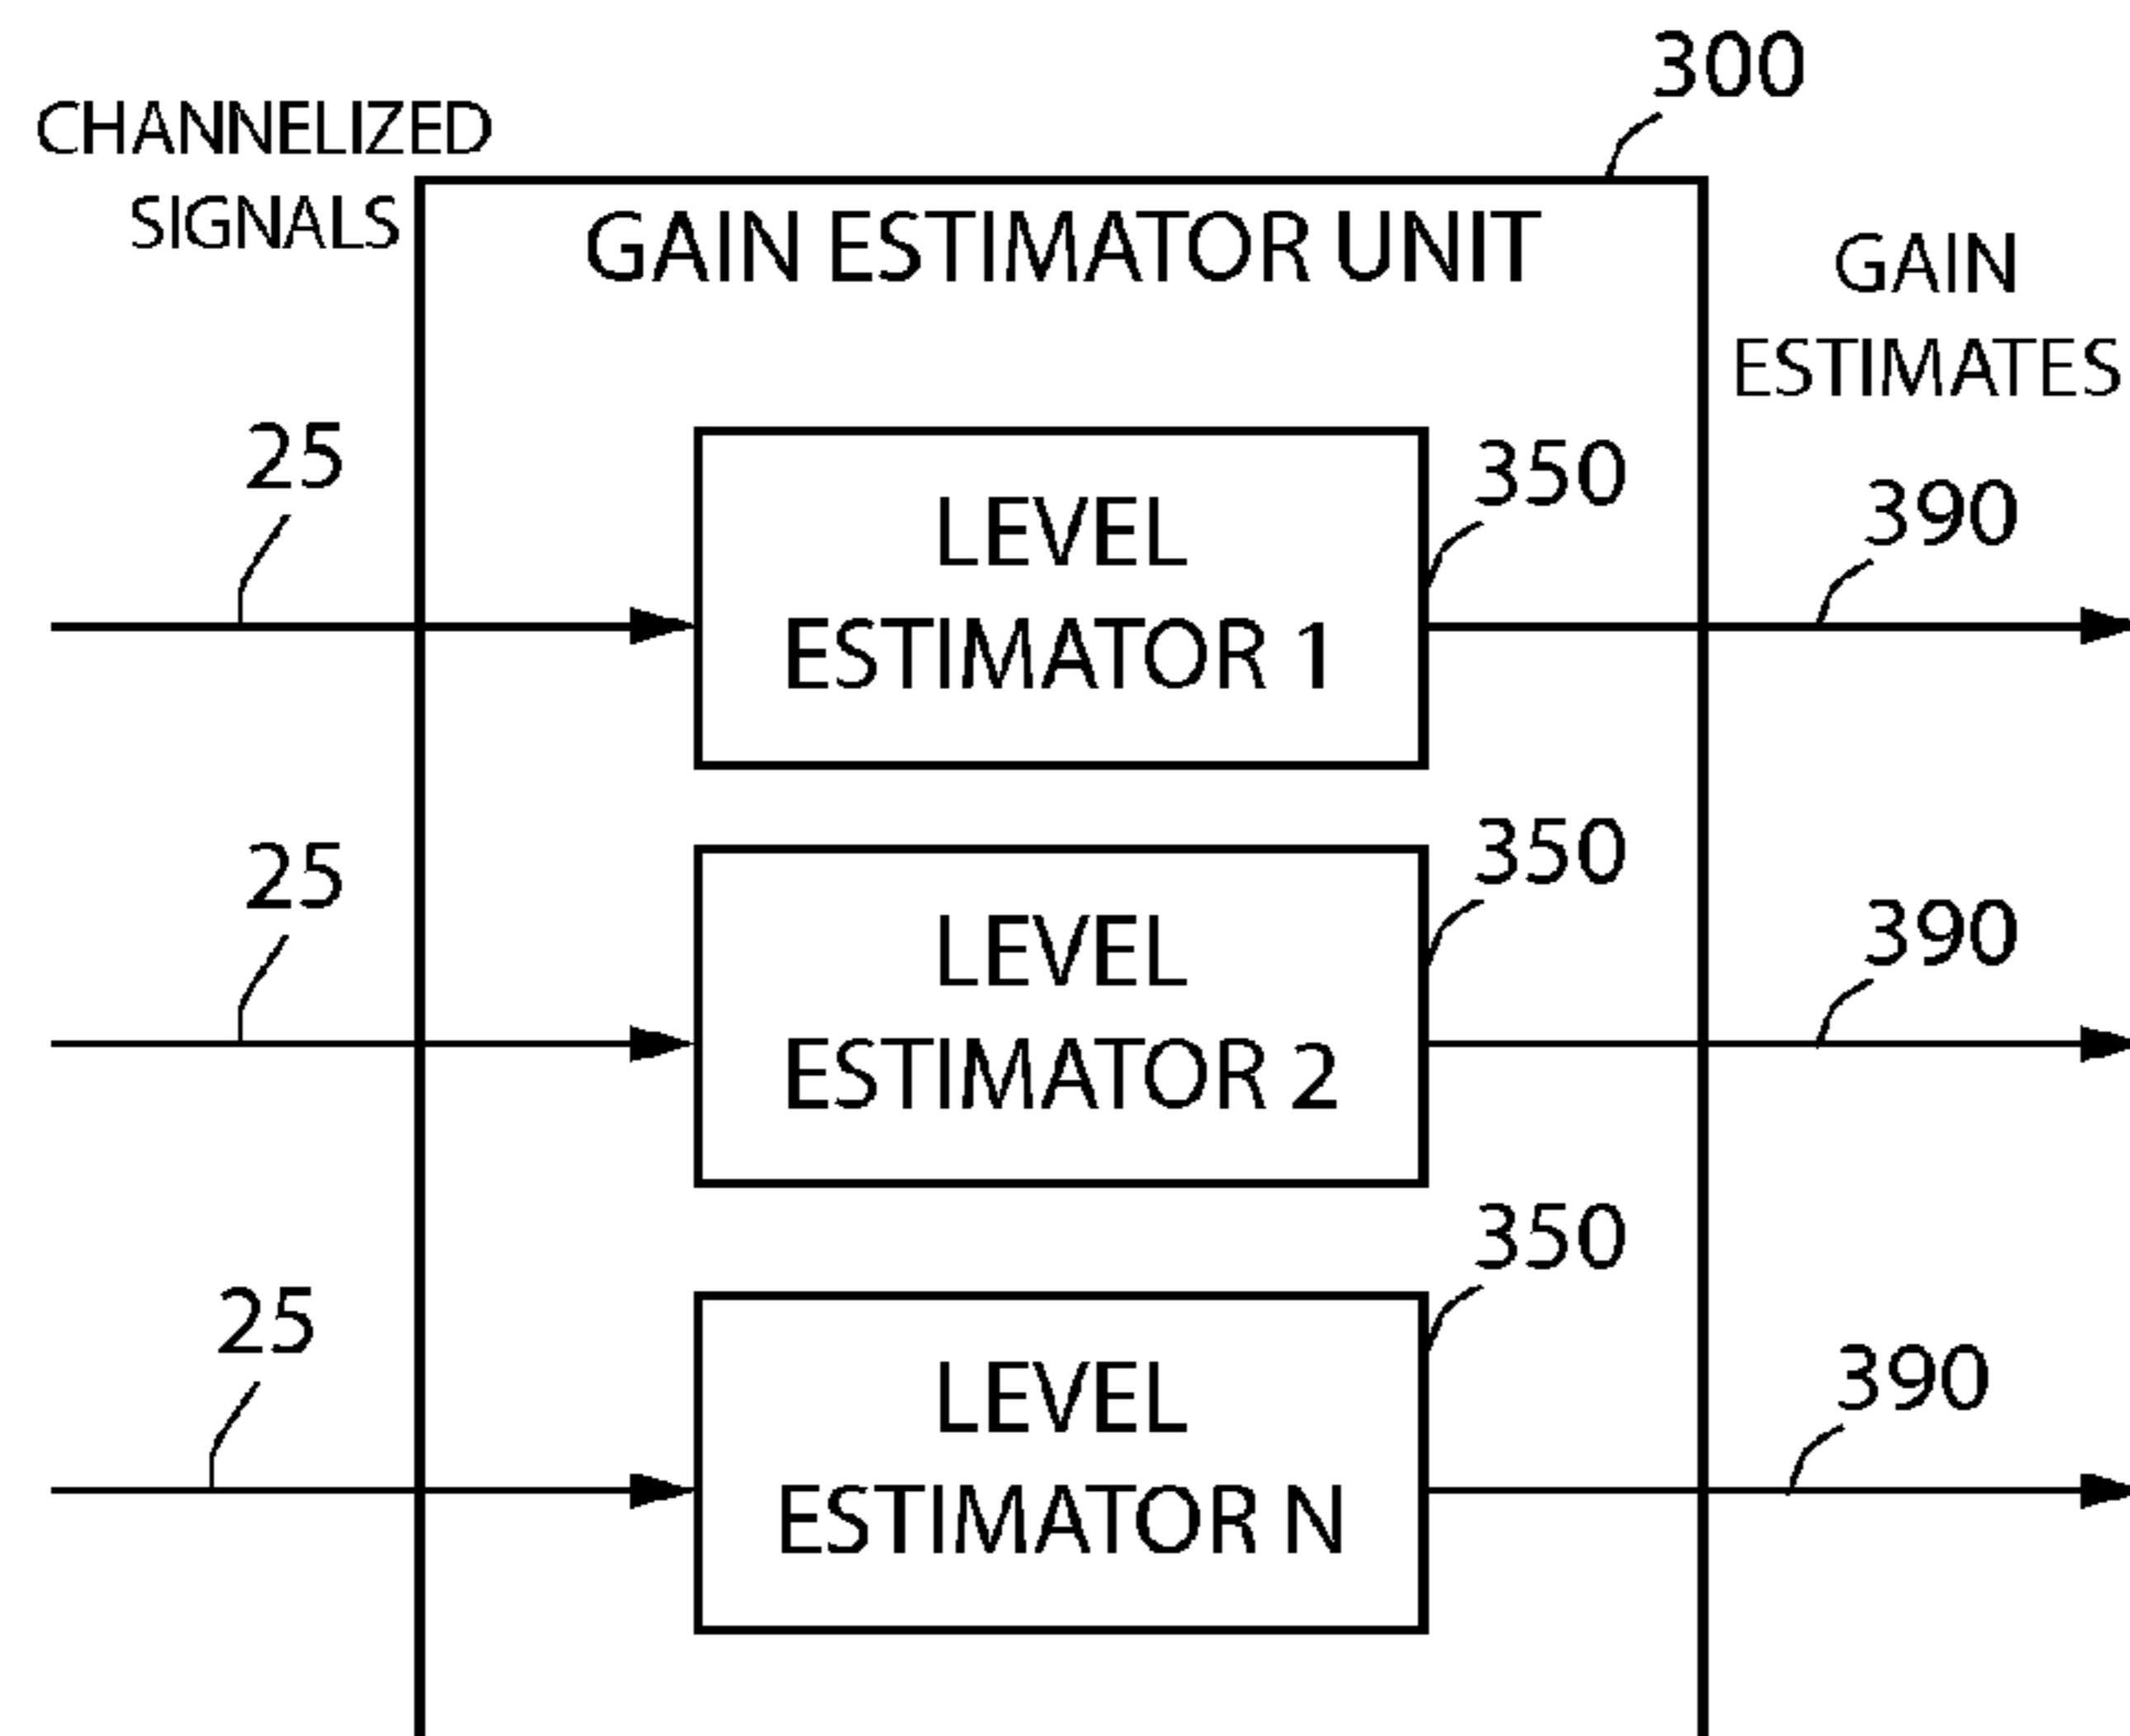 300
CHANNELIZED
SIGNALS
GAIN ESTIMATOR UNIT
GAIN
ESTIMATES
25
LEVEL
ESTIMATOR 1
350
390
25
LEVEL
ESTIMATOR 2
350
390
25
LEVEL
ESTIMATOR N
350
390